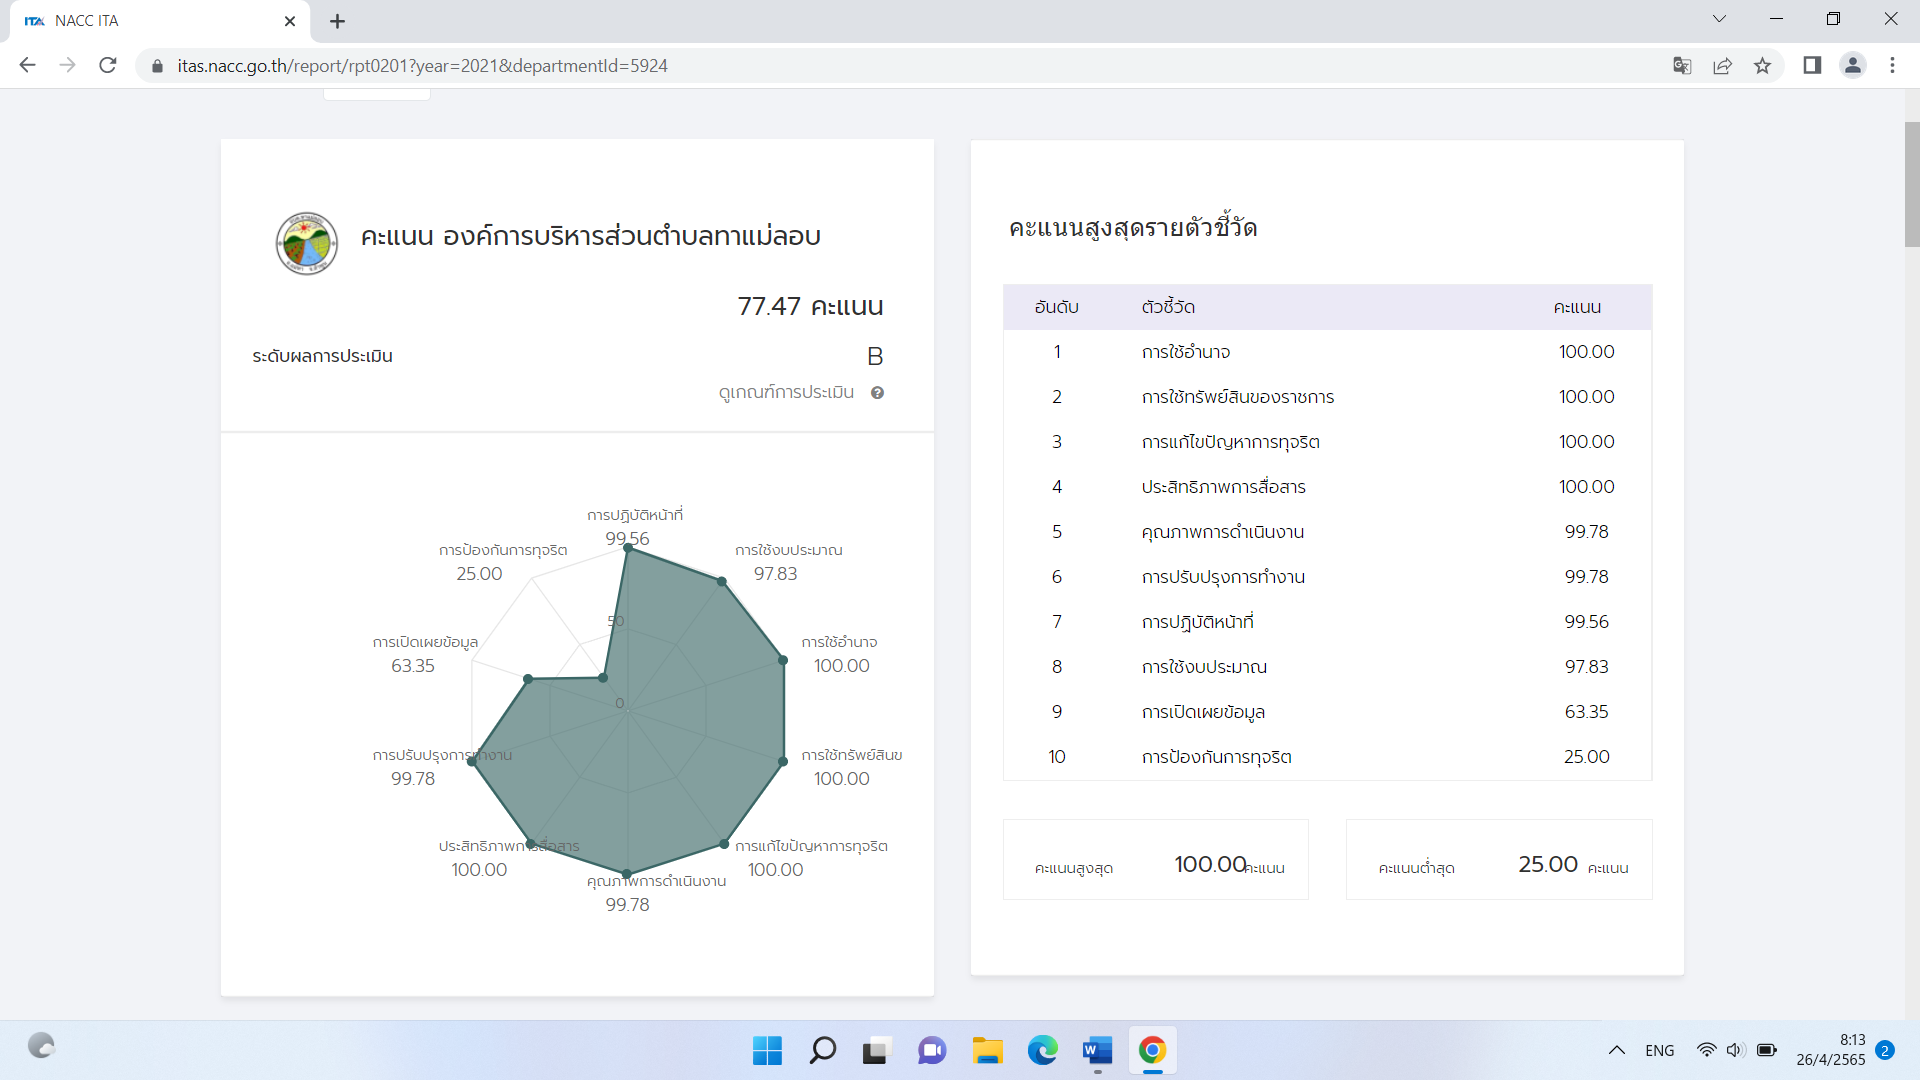 NACC ITA
itas.nacc.go.th/report/rpt0201?year=2021&departmentId=5924
คะแนน องค์การบริหารส่วนตำบลทาแม่ลอบ
77.47 คะแนน
ระดับผลการประเมิน B
ดูเกณฑ์การประเมิน ?
การปฏิบัติหน้าที่
99.56
การป้องกันการทุจริต
25.00
การใช้งบประมาณ
97.83
50
การเปิดเผยข้อมูล
63.35
การใช้อำนาจ
100.00
0
การปรับปรุงการทำงาน
99.78
การใช้ทรัพย์สินข
100.00
ประสิทธิภาพการสื่อสาร
100.00
การแก้ไขปัญหาการทุจริต
100.00
คุณภาพการดำเนินงาน
99.78
คะแนนสูงสุดรายตัวชี้วัด
อันดับ ตัวชี้วัด คะแนน
1 การใช้อำนาจ 100.00
2 การใช้ทรัพย์สินของราชการ 100.00
3 การแก้ไขปัญหาการทุจริต 100.00
4 ประสิทธิภาพการสื่อสาร 100.00
5 คุณภาพการดำเนินงาน 99.78
6 การปรับปรุงการทำงาน 99.78
7 การปฏิบัติหน้าที่ 99.56
8 การใช้งบประมาณ 97.83
9 การเปิดเผยข้อมูล 63.35
10 การป้องกันการทุจริต 25.00
คะแนนสูงสุด 100.00 คะแนน
คะแนนต่ำสุด 25.00 คะแนน
ENG
8:13
26/4/2565
2